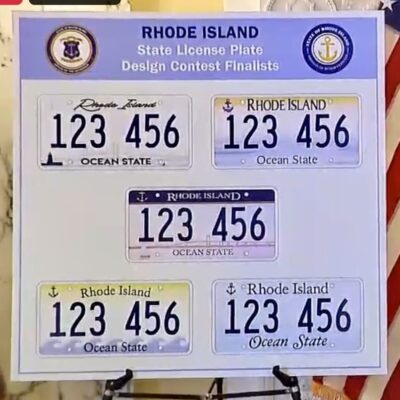 RHODE ISLAND
State License Plate
Design Contest Finalists
Rhode Island
123 456
OCEAN STATE
RHODE ISLAND
123 456
Ocean State
RHODE ISLAND
123 456
OCEAN STATE
Rhode Island
123 456
Ocean State
Rhode Island
123 456
Ocean State